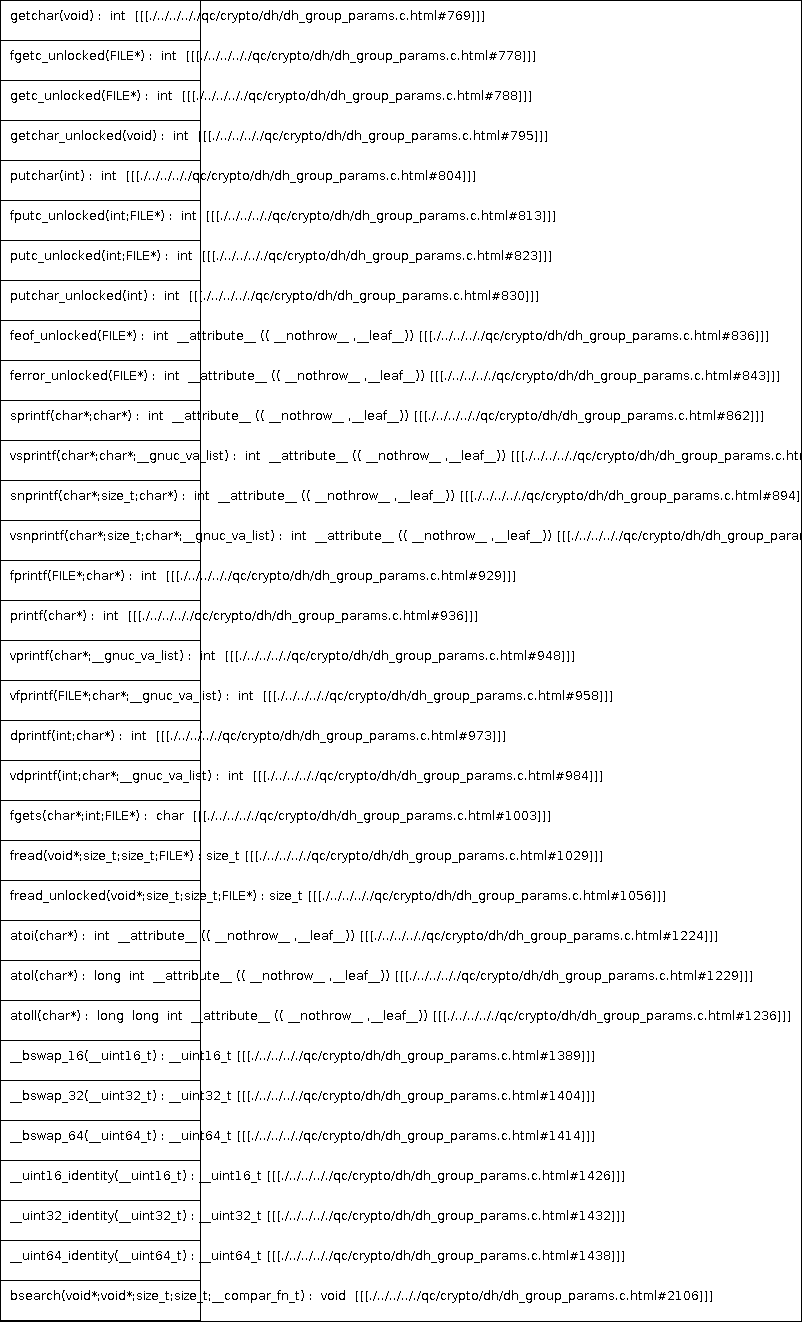 getchar(void) : int [[[./../../../qc/crypto/dh/dh_group_params.c.html#769]]]
fgetc_unlocked(FILE*) : int [[[./../../../qc/crypto/dh/dh_group_params.c.html#778]]]
getc_unlocked(FILE*) : int [[[./../../../qc/crypto/dh/dh_group_params.c.html#788]]]
getchar_unlocked(void) : int [[[./../../../qc/crypto/dh/dh_group_params.c.html#795]]]
putchar(int) : int [[[./../../../qc/crypto/dh/dh_group_params.c.html#804]]]
fputc_unlocked(int;FILE*) : int [[[./../../../qc/crypto/dh/dh_group_params.c.html#813]]]
putc_unlocked(int;FILE*) : int [[[./../../../qc/crypto/dh/dh_group_params.c.html#823]]]
putchar_unlocked(int) : int [[[./../../../qc/crypto/dh/dh_group_params.c.html#830]]]
feof_unlocked(FILE*) : int __attribute__ (( __nothrow__ ,__leaf__)) [[[./../../../qc/crypto/dh/dh_group_params.c.html#836]]]
ferror_unlocked(FILE*) : int __attribute__ (( __nothrow__ ,__leaf__)) [[[./../../../qc/crypto/dh/dh_group_params.c.html#843]]]
sprintf(char*;char*) : int __attribute__ (( __nothrow__ ,__leaf__)) [[[./../../../qc/crypto/dh/dh_group_params.c.html#862]]]
vsprintf(char*;char*;__gnuc_va_list) : int __attribute__ (( __nothrow__ ,__leaf__)) [[[./../../../qc/crypto/dh/dh_group_params.c.ht
snprintf(char*;size_t;char*) : int __attribute__ (( __nothrow__ ,__leaf__)) [[[./../../../qc/crypto/dh/dh_group_params.c.html#894]
vsnprintf(char*;size_t;char*;__gnuc_va_list) : int __attribute__ (( __nothrow__ ,__leaf__)) [[[./../../../qc/crypto/dh/dh_group_para
fprintf(FILE*;char*) : int [[[./../../../qc/crypto/dh/dh_group_params.c.html#929]]]
printf(char*) : int [[[./../../../qc/crypto/dh/dh_group_params.c.html#936]]]
vprintf(char*;__gnuc_va_list) : int [[[./../../../qc/crypto/dh/dh_group_params.c.html#948]]]
vfprintf(FILE*;char*;__gnuc_va_list) : int [[[./../../../qc/crypto/dh/dh_group_params.c.html#958]]]
dprintf(int;char*) : int [[[./../../../qc/crypto/dh/dh_group_params.c.html#973]]]
vdprintf(int;char*;__gnuc_va_list) : int [[[./../../../qc/crypto/dh/dh_group_params.c.html#984]]]
fgets(char*;int;FILE*) : char [[[./../../../qc/crypto/dh/dh_group_params.c.html#1003]]]
fread(void*;size_t;size_t;FILE*) : size_t [[[./../../../qc/crypto/dh/dh_group_params.c.html#1029]]]
fread_unlocked(void*;size_t;size_t;FILE*) : size_t [[[./../../../qc/crypto/dh/dh_group_params.c.html#1056]]]
atoi(char*) : int __attribute__ (( __nothrow__ ,__leaf__)) [[[./../../../qc/crypto/dh/dh_group_params.c.html#1224]]]
atol(char*) : long int __attribute__ (( __nothrow__ ,__leaf__)) [[[./../../../qc/crypto/dh/dh_group_params.c.html#1229]]]
atoll(char*) : long long int __attribute__ (( __nothrow__ ,__leaf__)) [[[./../../../qc/crypto/dh/dh_group_params.c.html#1236]]]
__bswap_16(__uint16_t) : __uint16_t [[[./../../../qc/crypto/dh/dh_group_params.c.html#1389]]]
__bswap_32(__uint32_t) : __uint32_t [[[./../../../qc/crypto/dh/dh_group_params.c.html#1404]]]
__bswap_64(__uint64_t) : __uint64_t [[[./../../../qc/crypto/dh/dh_group_params.c.html#1414]]]
__uint16_identity(__uint16_t) : __uint16_t [[[./../../../qc/crypto/dh/dh_group_params.c.html#1426]]]
__uint32_identity(__uint32_t) : __uint32_t [[[./../../../qc/crypto/dh/dh_group_params.c.html#1432]]]
__uint64_identity(__uint64_t) : __uint64_t [[[./../../../qc/crypto/dh/dh_group_params.c.html#1438]]]
bsearch(void*;void*;size_t;size_t;__compar_fn_t) : void [[[./../../../qc/crypto/dh/dh_group_params.c.html#2106]]]